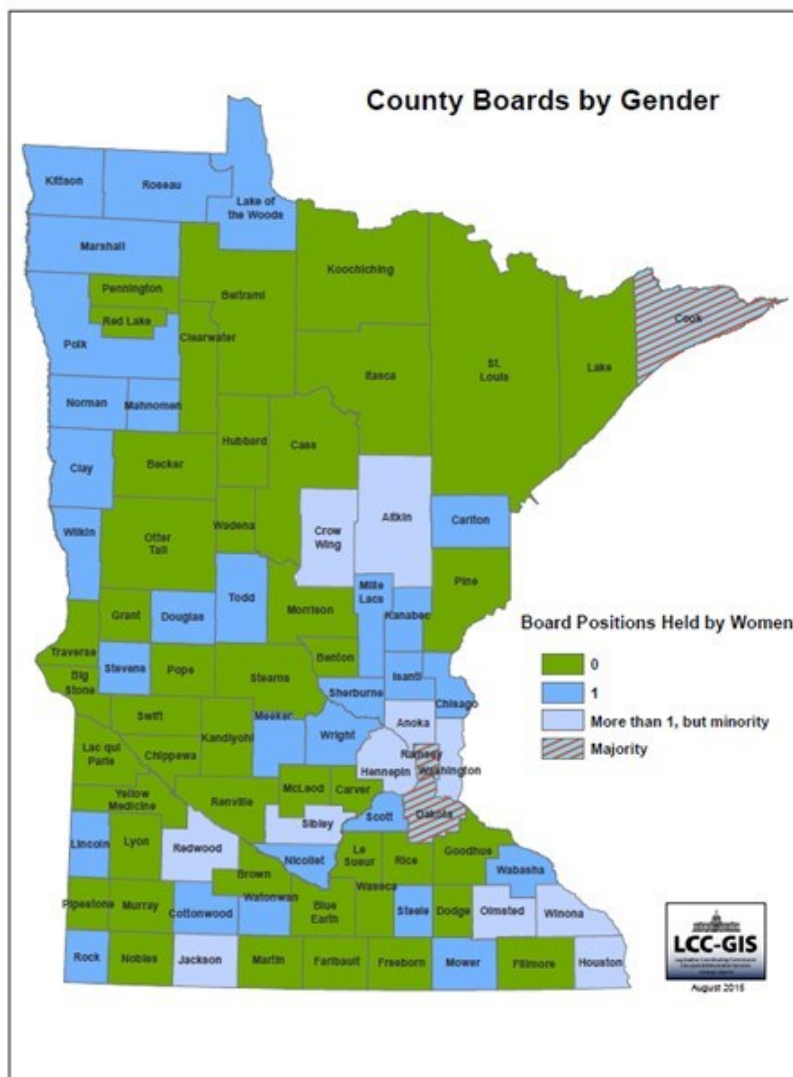 County Boards by Gender
Kittson
Roseau
Lake of
the Woods
Marshall
Koochiching
Pennington
Beltrami
Red Lake
Cook
Clearwater
Polk
St.
Louis
Lake
Itasca
Norman
Mahnomen
Hubbard
Cass
Clay
Becker
Aitkin
Wadena
Carlton
Crow
Wing
Wilkin
Otter
Tail
Pine
Mille
Lacs
Todd
Morrison
Kanabec
Grant
Douglas
Board Positions Held by Women
Traverse
Benton
Isanti
0
Stevens
Pope
Stearns
Big
Stone
Sherburne
1
Chisago
Swift
Meeker
Anoka
More than 1, but minority
Kandiyohi
Wright
Lac qui
Parle
Chippewa
Ramsey
Majority
Hennepin
Washington
McLeod
Carver
Yellow
Medicine
Renville
Dakota
Scott
Sibley
Lincoln
Lyon
Redwood
Le
Sueur
Rice
Goodhue
Nicollet
Wabasha
Brown
Waseca
Pipestone
Murray
Cottonwood
Watonwan
Blue
Earth
Steele
Dodge
Olmsted
Winona
Rock
Nobles
Jackson
Martin
Faribault
Freeborn
Mower
Fillmore
Houston
LCC-GIS
August 2015